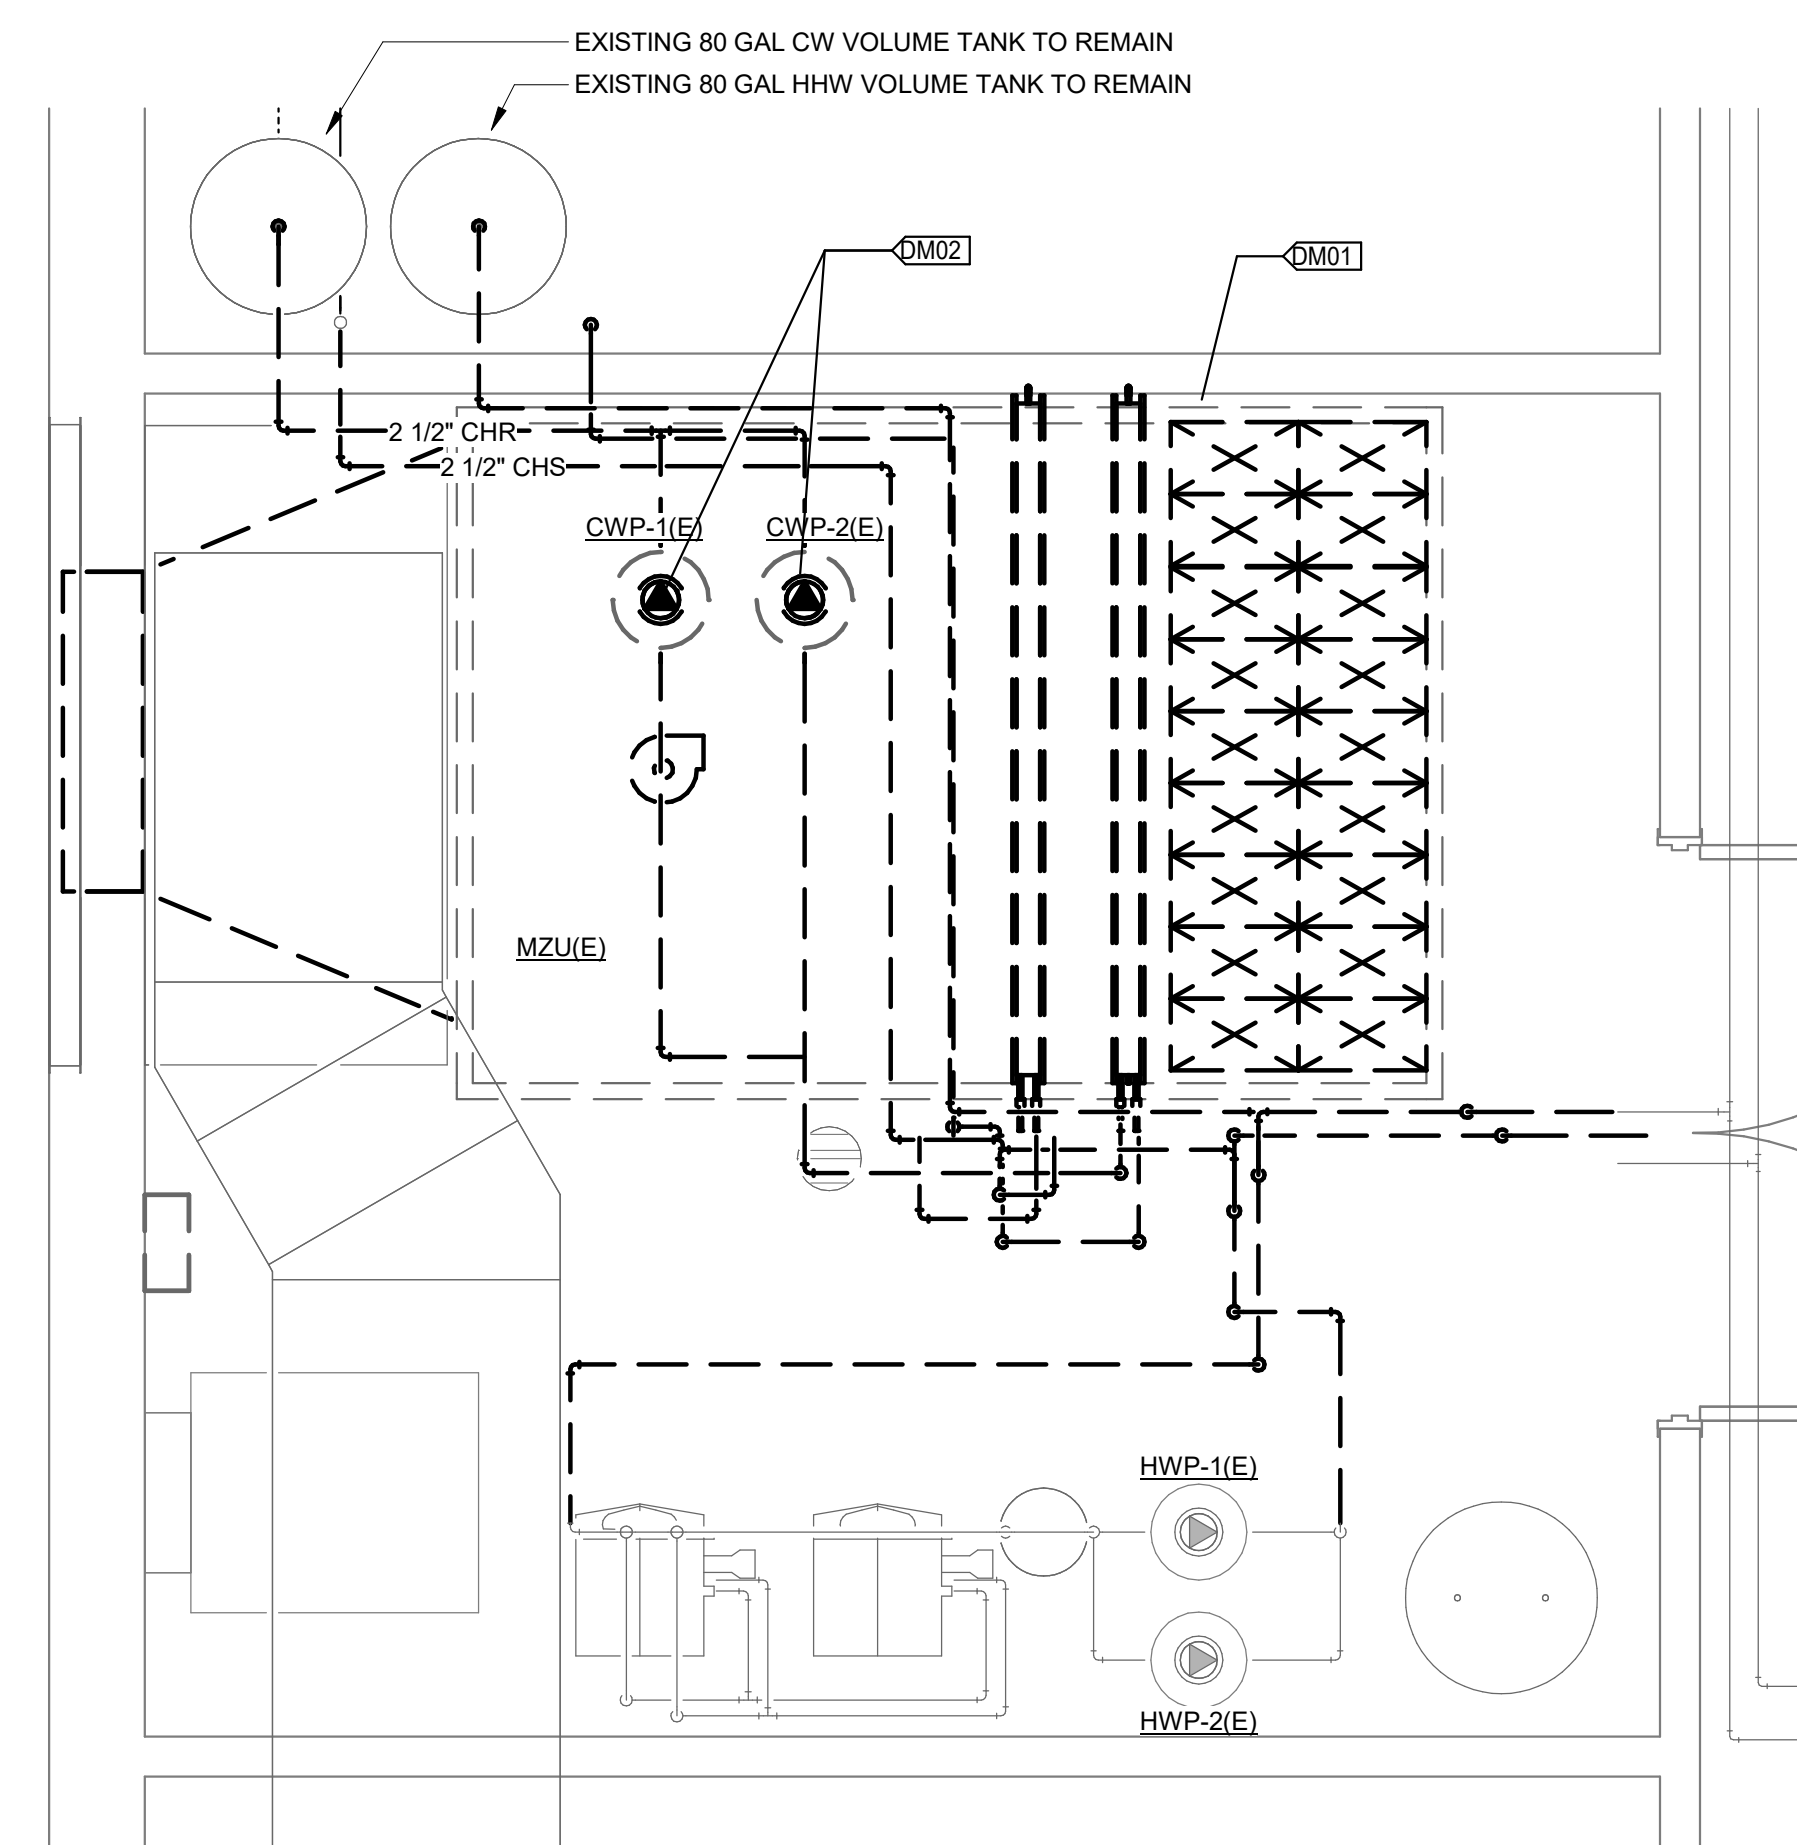 EXISTING 80 GAL CW VOLUME TANK TO REMAIN
EXISTING 80 GAL HHW VOLUME TANK TO REMAIN
DM02
DM01
2 1/2" CHR
2 1/2" CHS
CWP-1(E)
CWP-2(E)
MZU(E)
HWP-1(E)
HWP-2(E)